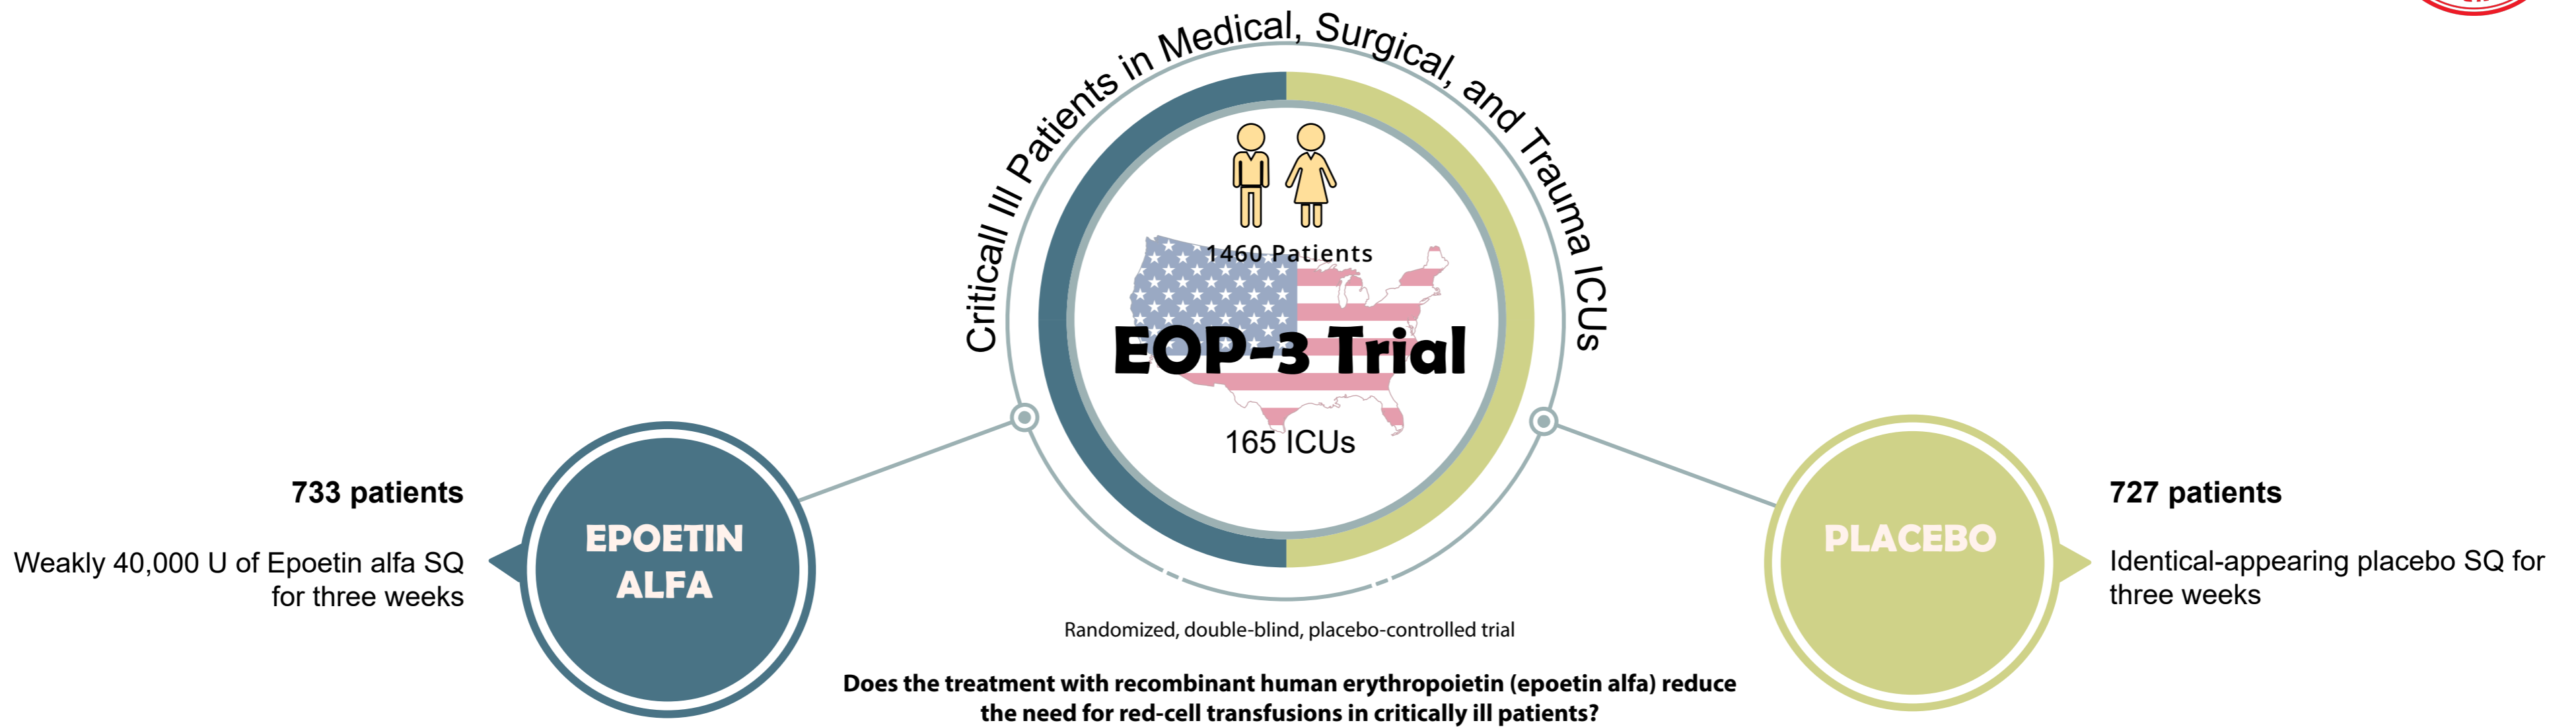 Criticall Ill Patients in Medical, Surgical, and Trauma ICUs
1460 Patients
EOP-3 Trial
165 ICUs
733 patients
Weakly 40,000 U of Epoetin alfa SQ
for three weeks
EPOETIN
ALFA
PLACEBO
727 patients
Identical-appearing placebo SQ for
three weeks
Randomized, double-blind, placebo-controlled trial
Does the treatment with recombinant human erythropoietin (epoetin alfa) reduce
the need for red-cell transfusions in critically ill patients?